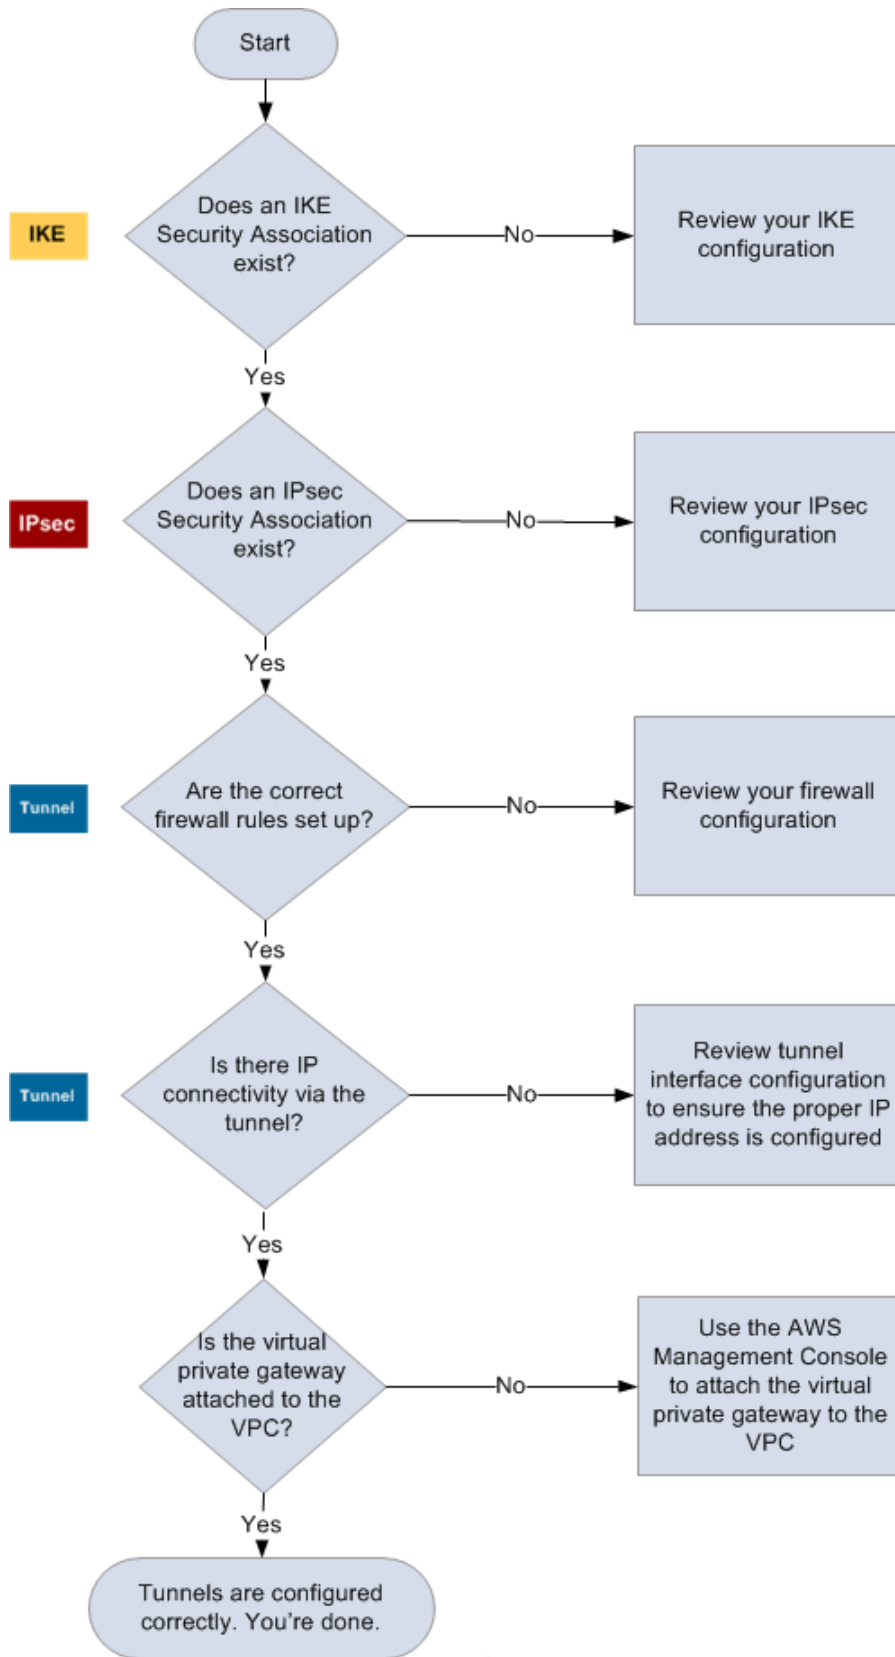 Start
IKE
Does an IKE
Security Association
exist?
No
Review your IKE
configuration
Yes
IPsec
Does an IPsec
Security Association
exist?
No
Review your IPsec
configuration
Yes
Tunnel
Are the correct
firewall rules set up?
No
Review your firewall
configuration
Yes
Tunnel
Is there IP
connectivity via the
tunnel?
No
Review tunnel
interface configuration
to ensure the proper IP
address is configured
Yes
Is the virtual
private gateway
attached to the
VPC?
No
Use the AWS
Management Console
to attach the virtual
private gateway to the
VPC
Yes
Tunnels are configured
correctly. You're done.